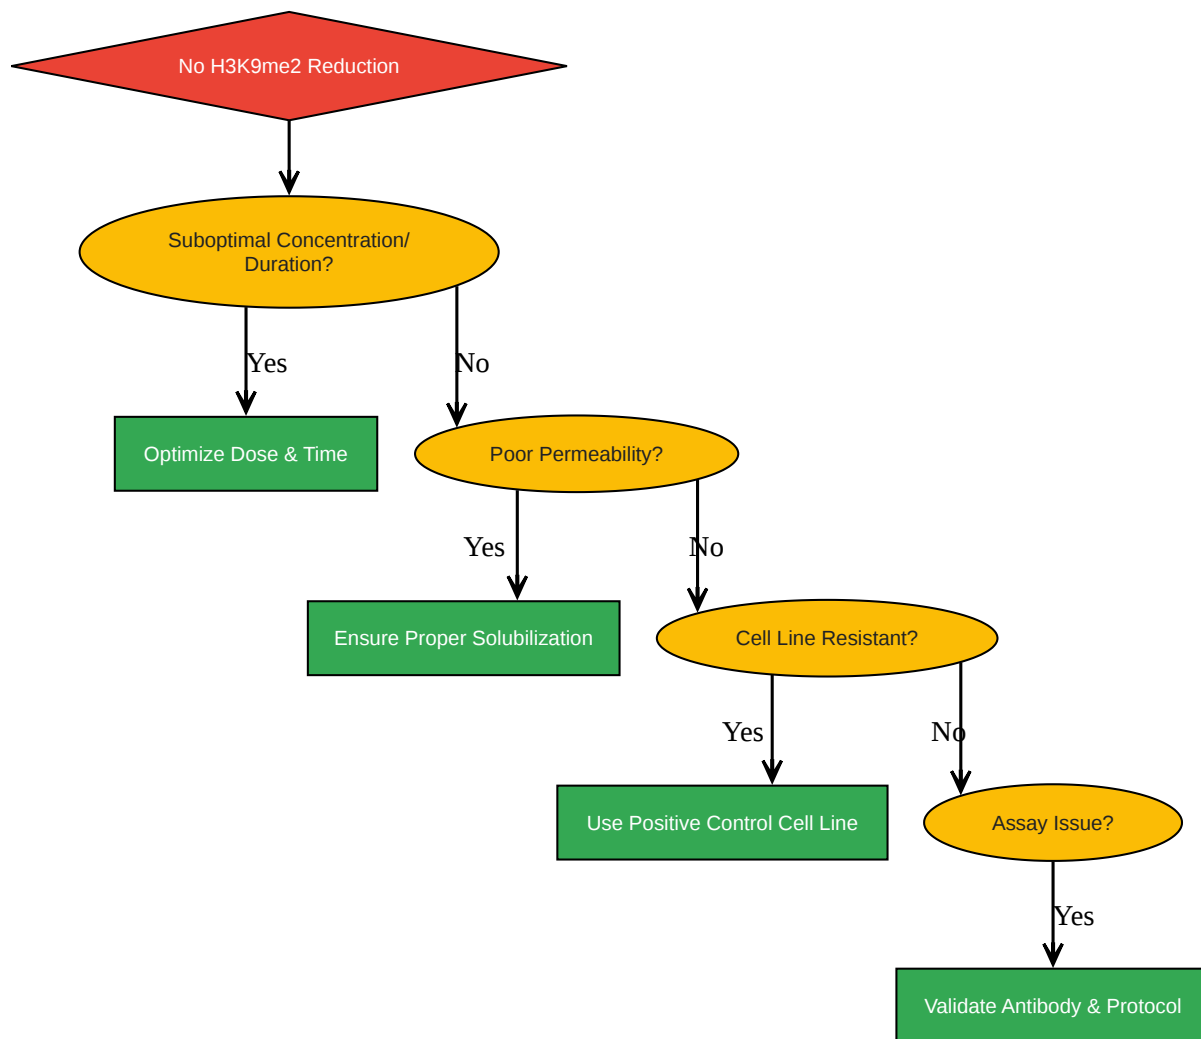 No H3K9me2 Reduction
Suboptimal Concentration/
Duration?
Yes
No
Optimize Dose & Time
Poor Permeability?
Yes
No
Ensure Proper Solubilization
Cell Line Resistant?
Yes
No
Use Positive Control Cell Line
Assay Issue?
Yes
Validate Antibody & Protocol